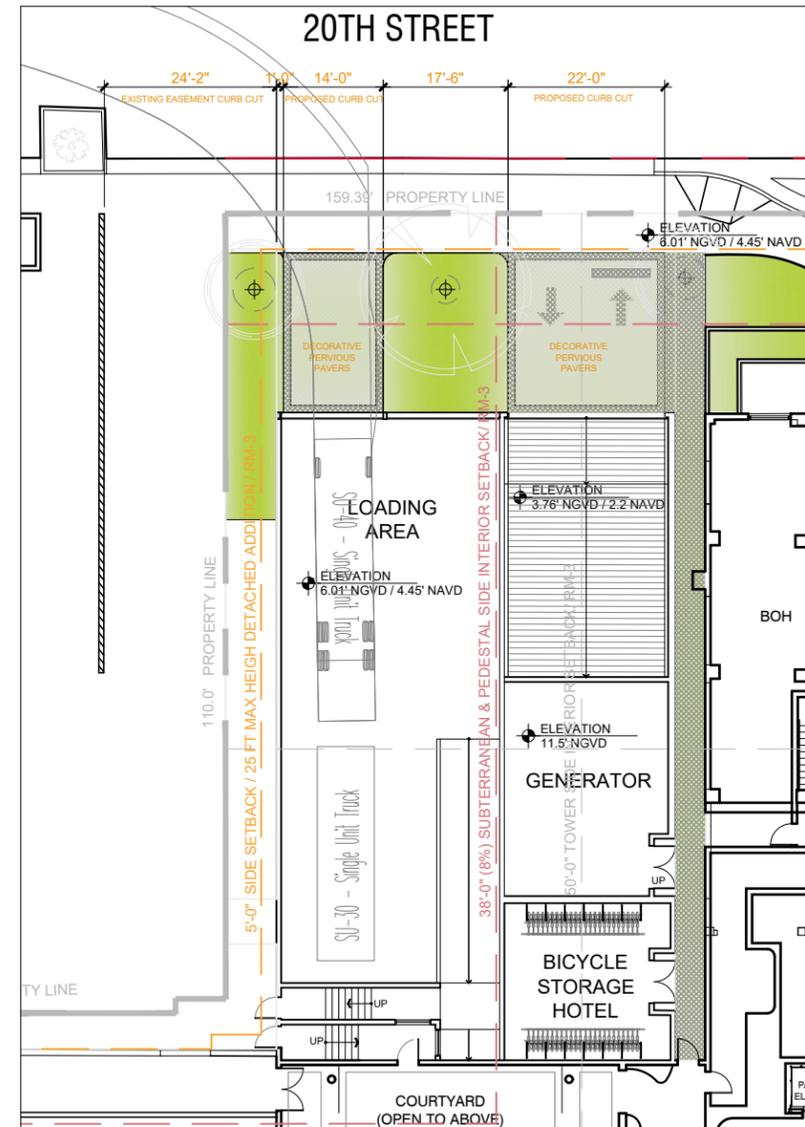 20TH STREET
24'-2"
1'-0"
14'-0"
17'-6"
22'-0"
EXISTING EASEMENT CURB CUT
PROPOSED CURB CUT
PROPOSED CURB CUT
159.39' PROPERTY LINE
ELEVATION
6.01' NGVD / 4.45' NAVD
DECORATIVE
PERVIOUS
PAVERS
DECORATIVE
PERVIOUS
PAVERS
5'-0" SIDE SETBACK / 25 FT MAX HEIGH DETACHED ADDITION / RM-3
38'-0" (8%) SUBTERRANEAN & PEDESTAL SIDE INTERIOR SETBACK/ RM-3
50'-0" TOWER SIDE INTERIOR SETBACK/ RM-3
110.0' PROPERTY LINE
SU-40 - Single Unit Truck
LOADING
AREA
ELEVATION
3.76' NGVD / 2.2 NAVD
ELEVATION
6.01' NGVD / 4.45' NAVD
BOH
ELEVATION
11.5' NGVD
GENERATOR
SU-30 - Single Unit Truck
UP
BICYCLE
STORAGE
HOTEL
TY LINE
UP
UP
COURTYARD
(OPEN TO ABOVE)
PA
EL